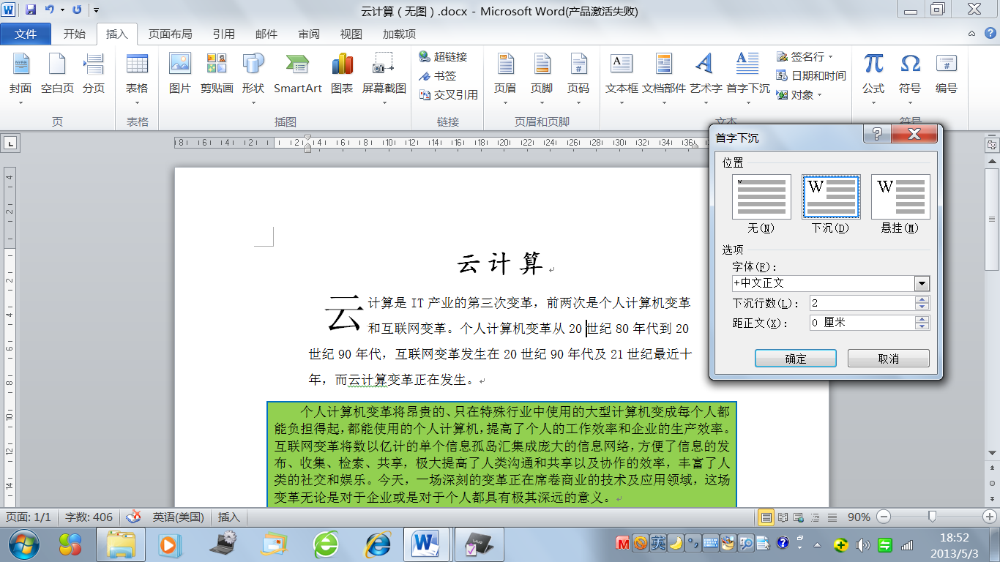 云计算（无图）.docx - Microsoft Word(产品激活失败)
文件 开始 插入 页面布局 引用 邮件 审阅 视图 加载项
封面 空白页 分页 表格 图片 剪贴画 形状 SmartArt 图表 屏幕截图 超链接 书签 交叉引用 页眉 页脚 页码 文本框 文档部件 艺术字 首字下沉 签名行 日期和时间 对象 公式 符号 编号
页 表格 插图 链接 页眉和页脚 文本 符号
首字下沉
位置
无(N) 下沉(D) 悬挂(M)
选项
字体(F):
+中文正文
下沉行数(L): 2
距正文(X): 0 厘米
确定 取消
云计算
云计算是 IT 产业的第三次变革，前两次是个人计算机变革
和互联网变革。个人计算机变革从 20 世纪 80 年代到 20
世纪 90 年代，互联网变革发生在 20 世纪 90 年代及 21 世纪最近十
年，而云计算变革正在发生。
个人计算机变革将昂贵的、只在特殊行业中使用的大型计算机变成每个人都
能负担得起，都能使用的个人计算机，提高了个人的工作效率和企业的生产效率。
互联网变革将数以亿计的单个信息孤岛汇集成庞大的信息网络，方便了信息的发
布、收集、检索、共享，极大提高了人类沟通和共享以及协作的效率，丰富了人
类的社交和娱乐。今天，一场深刻的变革正在席卷商业的技术及应用领域，这场
变革无论是对于企业或是对于个人都具有极其深远的意义。
页面: 1/1 字数: 406 英语(美国) 插入 90%
英
18:52
2013/5/3